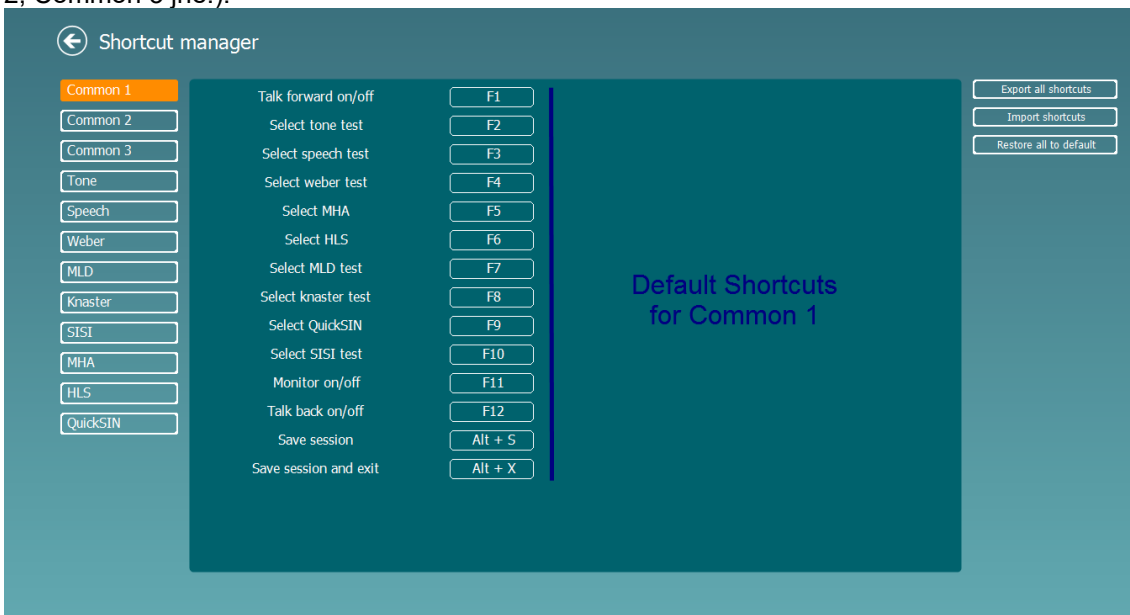 2, Common 3 jne.).
Shortcut manager
Common 1
Common 2
Common 3
Tone
Speech
Weber
MLD
Knaster
SISI
MHA
HLS
QuickSIN
Talk forward on/off F1
Select tone test F2
Select speech test F3
Select weber test F4
Select MHA F5
Select HLS F6
Select MLD test F7
Select knaster test F8
Select QuickSIN F9
Select SISI test F10
Monitor on/off F11
Talk back on/off F12
Save session Alt + S
Save session and exit Alt + X
Default Shortcuts
for Common 1
Export all shortcuts
Import shortcuts
Restore all to default